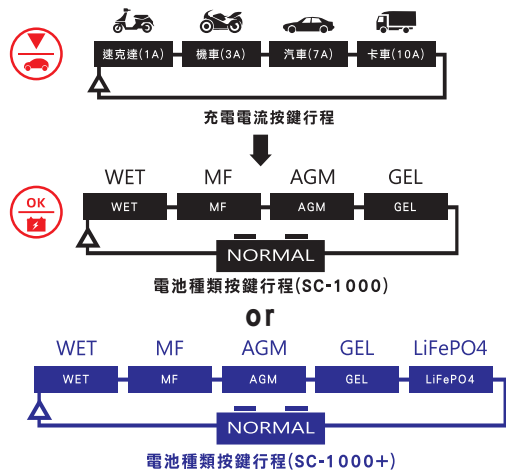 速克達(1A) 機車(3A) 汽車(7A) 卡車(10A)
充電電流按鍵行程
WET MF AGM GEL
OK
WET MF AGM GEL
NORMAL
電池種類按鍵行程(SC-1000)
or
WET MF AGM GEL LiFePO4
WET MF AGM GEL LiFePO4
NORMAL
電池種類按鍵行程(SC-1000+)